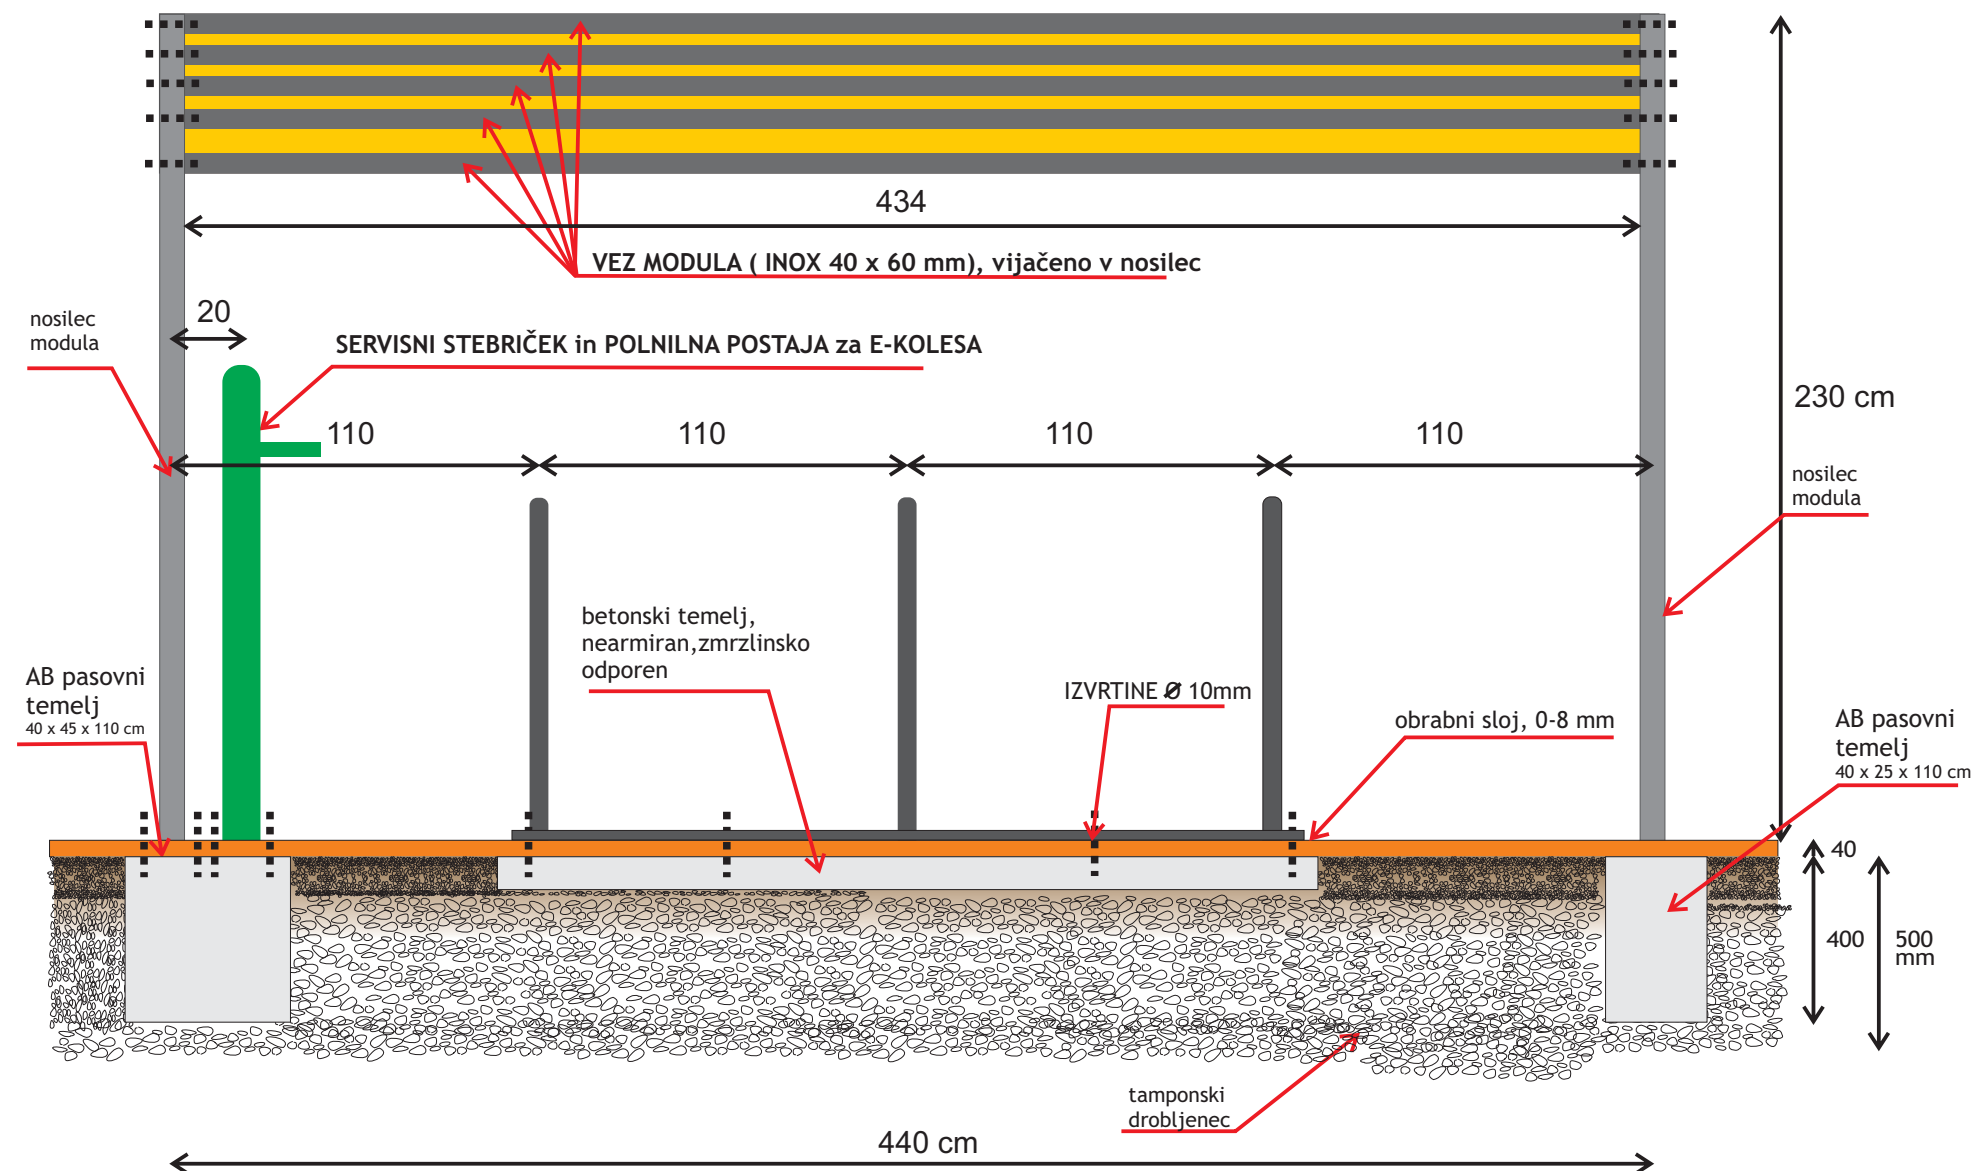 434
VEZ MODULA ( INOX 40 x 60 mm), vijačeno v nosilec
20
nosilec
modula
SERVISNI STEBRIČEK in POLNILNA POSTAJA za E-KOLESA
230 cm
110
110
110
110
nosilec
modula
betonski temelj,
nearmiran,zmrzlinsko
odporen
AB pasovni
temelj
40 x 45 x 110 cm
IZVRTINE Ø 10mm
obrabni sloj, 0-8 mm
AB pasovni
temelj
40 x 25 x 110 cm
40
400
500
mm
tamponski
drobljenec
440 cm